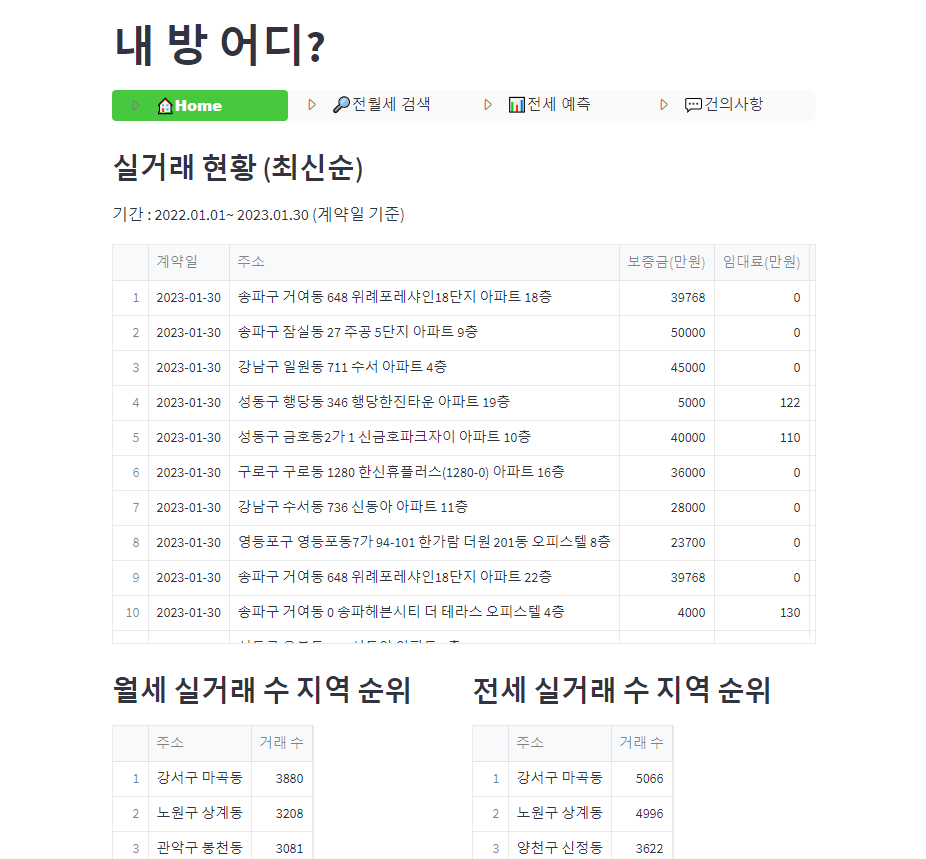 내 방 어디?
🏠Home 🔎전월세 검색 📊전세 예측 💬건의사항
실거래 현황 (최신순)
기간 : 2022.01.01~ 2023.01.30 (계약일 기준)
계약일 주소 보증금(만원) 임대료(만원)
1 2023-01-30 송파구 거여동 648 위례포레샤인18단지 아파트 18층 39768 0
2 2023-01-30 송파구 잠실동 27 주공 5단지 아파트 9층 50000 0
3 2023-01-30 강남구 일원동 711 수서 아파트 4층 45000 0
4 2023-01-30 성동구 행당동 346 행당한진타운 아파트 19층 5000 122
5 2023-01-30 성동구 금호동2가 1 신금호파크자이 아파트 10층 40000 110
6 2023-01-30 구로구 구로동 1280 한신휴플러스(1280-0) 아파트 16층 36000 0
7 2023-01-30 강남구 수서동 736 신동아 아파트 11층 28000 0
8 2023-01-30 영등포구 영등포동7가 94-101 한가람 더원 201동 오피스텔 8층 23700 0
9 2023-01-30 송파구 거여동 648 위례포레샤인18단지 아파트 22층 39768 0
10 2023-01-30 송파구 거여동 0 송파헤븐시티 더 테라스 오피스텔 4층 4000 130
월세 실거래 수 지역 순위
주소 거래 수
1 강서구 마곡동 3880
2 노원구 상계동 3208
3 관악구 봉천동 3081
전세 실거래 수 지역 순위
주소 거래 수
1 강서구 마곡동 5066
2 노원구 상계동 4996
3 양천구 신정동 3622